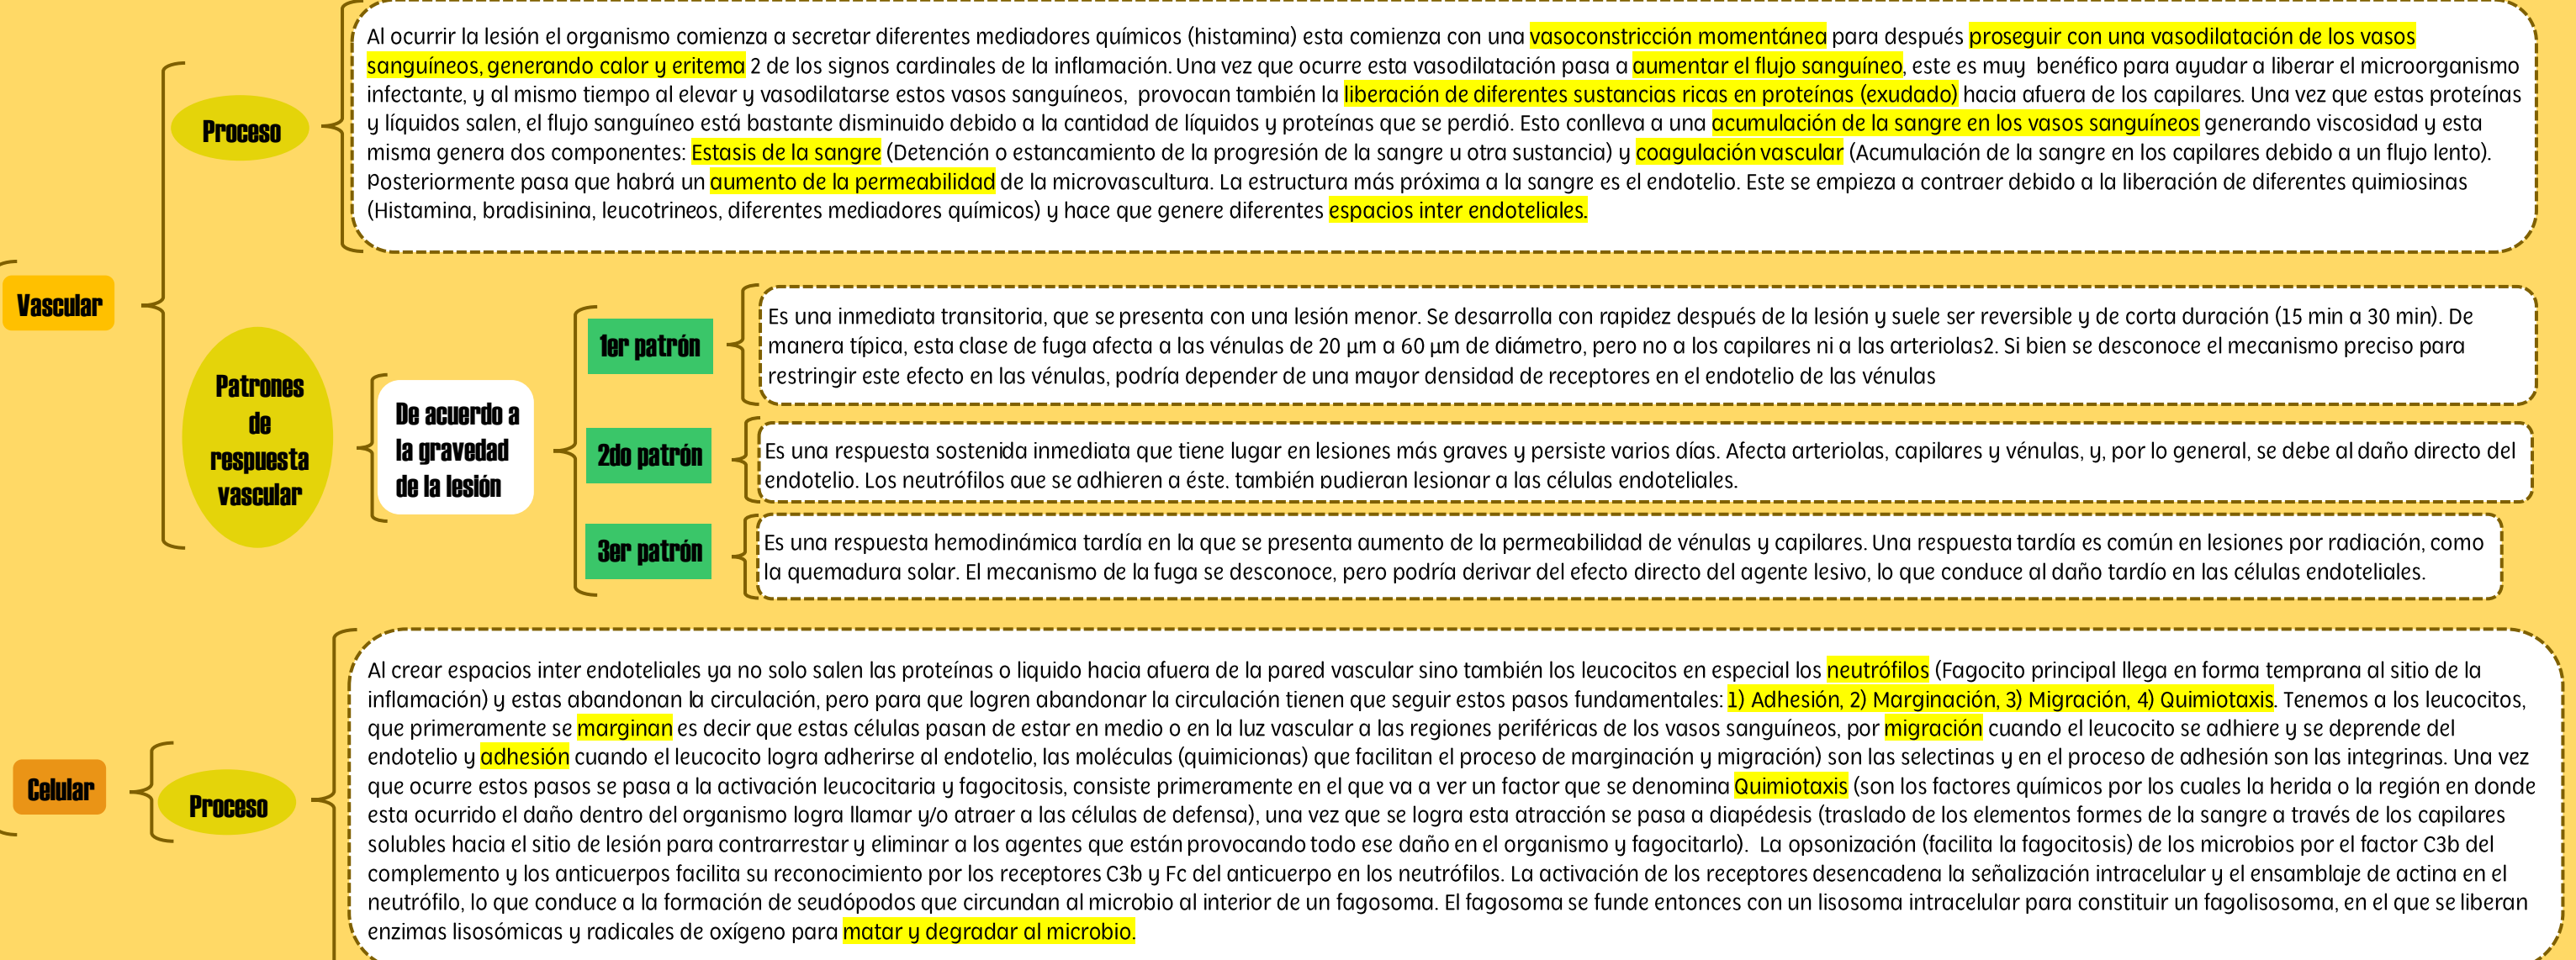 Al ocurrir la lesión el organismo comienza a secretar diferentes mediadores químicos (histamina) esta comienza con una vasoconstricción momentánea para después proseguir con una vasodilatación de los vasos
sanguíneos, generando calor y eritema 2 de los signos cardinales de la inflamación. Una vez que ocurre esta vasodilatación pasa a aumentar el flujo sanguíneo, este es muy benéfico para ayudar a liberar el microorganismo
infectante, y al mismo tiempo al elevar y vasodilatarse estos vasos sanguíneos, provocan también la liberación de diferentes sustancias ricas en proteínas (exudado) hacia afuera de los capilares. Una vez que estas proteínas
y líquidos salen, el flujo sanguíneo está bastante disminuido debido a la cantidad de líquidos y proteínas que se perdió. Esto conlleva a una acumulación de la sangre en los vasos sanguíneos generando viscosidad y esta
misma genera dos componentes: Estasis de la sangre (Detención o estancamiento de la progresión de la sangre u otra sustancia) y coagulación vascular (Acumulación de la sangre en los capilares debido a un flujo lento).
Posteriormente pasa que habrá un aumento de la permeabilidad de la microvascultura. La estructura más próxima a la sangre es el endotelio. Este se empieza a contraer debido a la liberación de diferentes quimiosinas
(Histamina, bradisinina, leucotrineos, diferentes mediadores químicos) y hace que genere diferentes espacios inter endoteliales.
Proceso
Vascular
Patrones
de
respuesta
vascular
De acuerdo a
la gravedad
de la lesión
1er patrón
Es una inmediata transitoria, que se presenta con una lesión menor. Se desarrolla con rapidez después de la lesión y suele ser reversible y de corta duración (15 min a 30 min). De
manera típica, esta clase de fuga afecta a las vénulas de 20 μm a 60 μm de diámetro, pero no a los capilares ni a las arteriolas2. Si bien se desconoce el mecanismo preciso para
restringir este efecto en las vénulas, podría depender de una mayor densidad de receptores en el endotelio de las vénulas
2do patrón
Es una respuesta sostenida inmediata que tiene lugar en lesiones más graves y persiste varios días. Afecta arteriolas, capilares y vénulas, y, por lo general, se debe al daño directo del
endotelio. Los neutrófilos que se adhieren a éste, también pudieran lesionar a las células endoteliales.
3er patrón
Es una respuesta hemodinámica tardía en la que se presenta aumento de la permeabilidad de vénulas y capilares. Una respuesta tardía es común en lesiones por radiación, como
la quemadura solar. El mecanismo de la fuga se desconoce, pero podría derivar del efecto directo del agente lesivo, lo que conduce al daño tardío en las células endoteliales.
Celular
Proceso
Al crear espacios inter endoteliales ya no solo salen las proteínas o liquido hacia afuera de la pared vascular sino también los leucocitos en especial los neutrófilos (Fagocito principal llega en forma temprana al sitio de la
inflamación) y estas abandonan la circulación, pero para que logren abandonar la circulación tienen que seguir estos pasos fundamentales: 1) Adhesión, 2) Marginación, 3) Migración, 4) Quimiotaxis. Tenemos a los leucocitos,
que primeramente se marginan es decir que estas células pasan de estar en medio o en la luz vascular a las regiones periféricas de los vasos sanguíneos, por migración cuando el leucocito se adhiere y se deprende del
endotelio y adhesión cuando el leucocito logra adherirse al endotelio, las moléculas (quimicionas) que facilitan el proceso de marginación y migración) son las selectinas y en el proceso de adhesión son las integrinas. Una vez
que ocurre estos pasos se pasa a la activación leucocitaria y fagocitosis, consiste primeramente en el que va a ver un factor que se denomina Quimiotaxis (son los factores químicos por los cuales la herida o la región en donde
esta ocurrido el daño dentro del organismo logra llamar y/o atraer a las células de defensa), una vez que se logra esta atracción se pasa a diapédesis (traslado de los elementos formes de la sangre a través de los capilares
solubles hacia el sitio de lesión para contrarrestar y eliminar a los agentes que están provocando todo ese daño en el organismo y fagocitarlo). La opsonización (facilita la fagocitosis) de los microbios por el factor C3b del
complemento y los anticuerpos facilita su reconocimiento por los receptores C3b y Fc del anticuerpo en los neutrófilos. La activación de los receptores desencadena la señalización intracelular y el ensamblaje de actina en el
neutrófilo, lo que conduce a la formación de seudópodos que circundan al microbio al interior de un fagosoma. El fagosoma se funde entonces con un lisosoma intracelular para constituir un fagolisosoma, en el que se liberan
enzimas lisosómicas y radicales de oxígeno para matar y degradar al microbio.